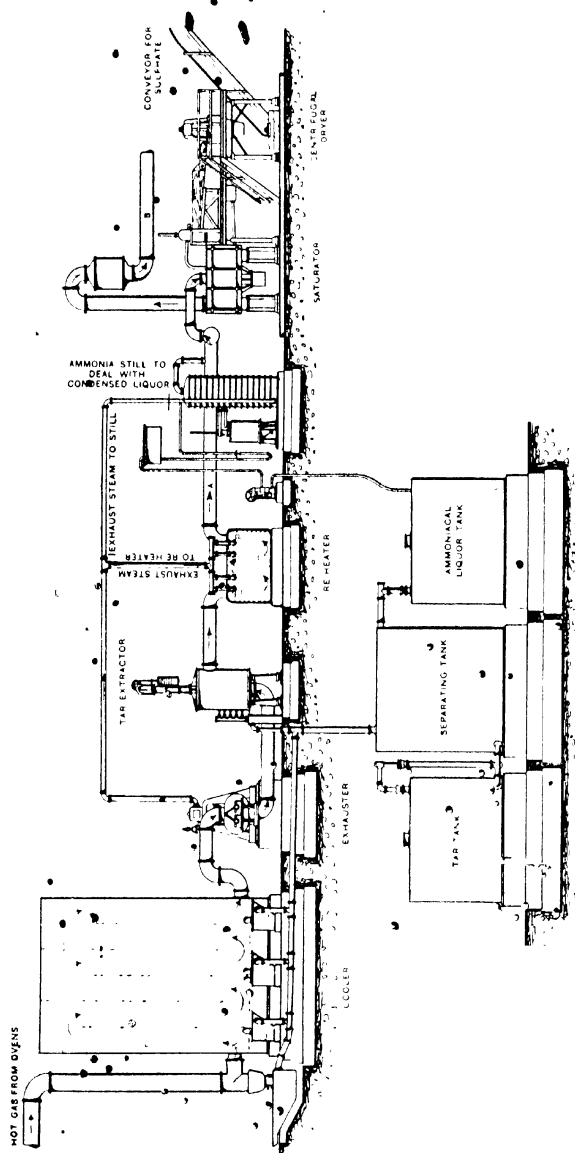 HOT GAS FROM OVENS
COOLER
EXHAUSTER
TAR EXTRACTOR
EXHAUST STEAM
TO RE HEATER
EXHAUST STEAM TO STILL
RE HEATER
AMMONIA STILL TO
DEAL WITH
CONDENSED LIQUOR
A
SATURATOR
B
CENTRIFUGAL
DRYER
CONVEYOR FOR
SULPHATE
TAR TANK
SEPARATING TANK
AMMONIACAL
LIQUOR TANK